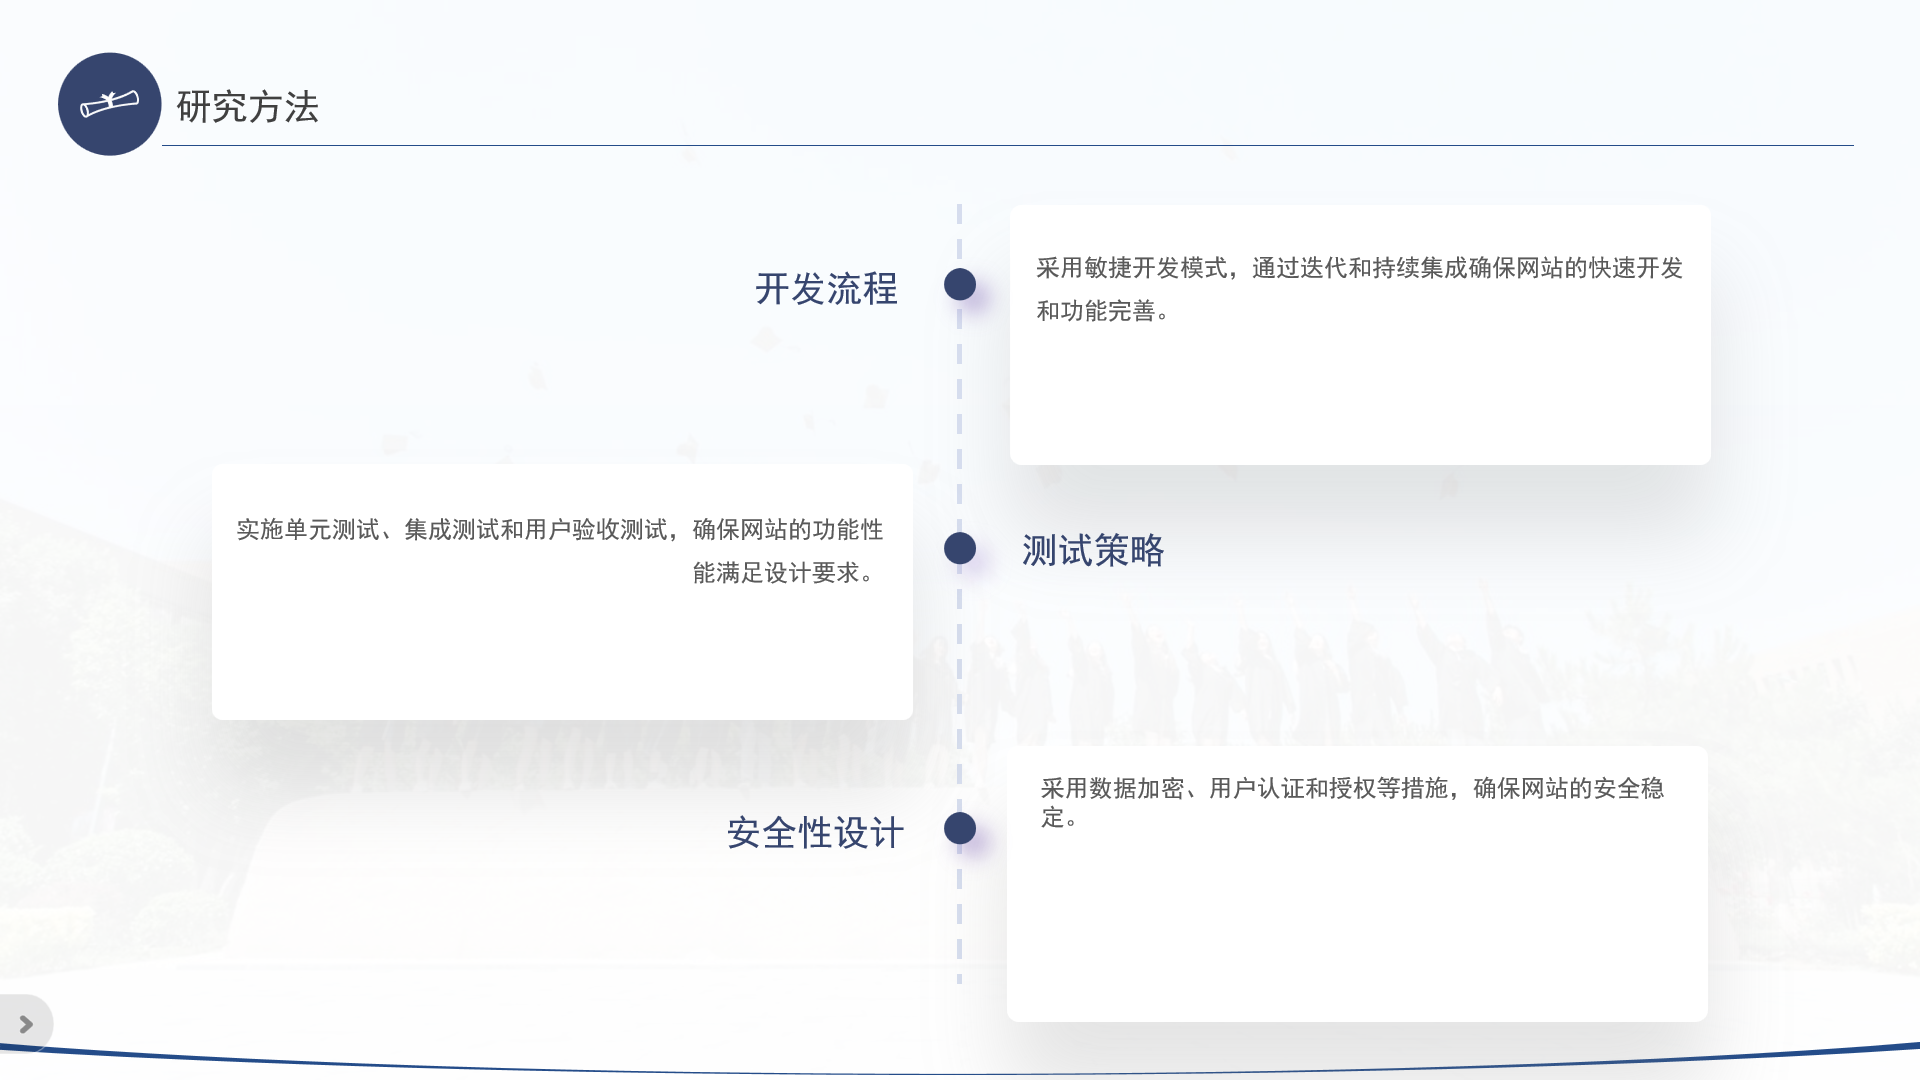 研究方法
开发流程
采用敏捷开发模式，通过迭代和持续集成确保网站的快速开发
和功能完善。
实施单元测试、集成测试和用户验收测试，确保网站的功能性
能满足设计要求。
测试策略
安全性设计
采用数据加密、用户认证和授权等措施，确保网站的安全稳
定。